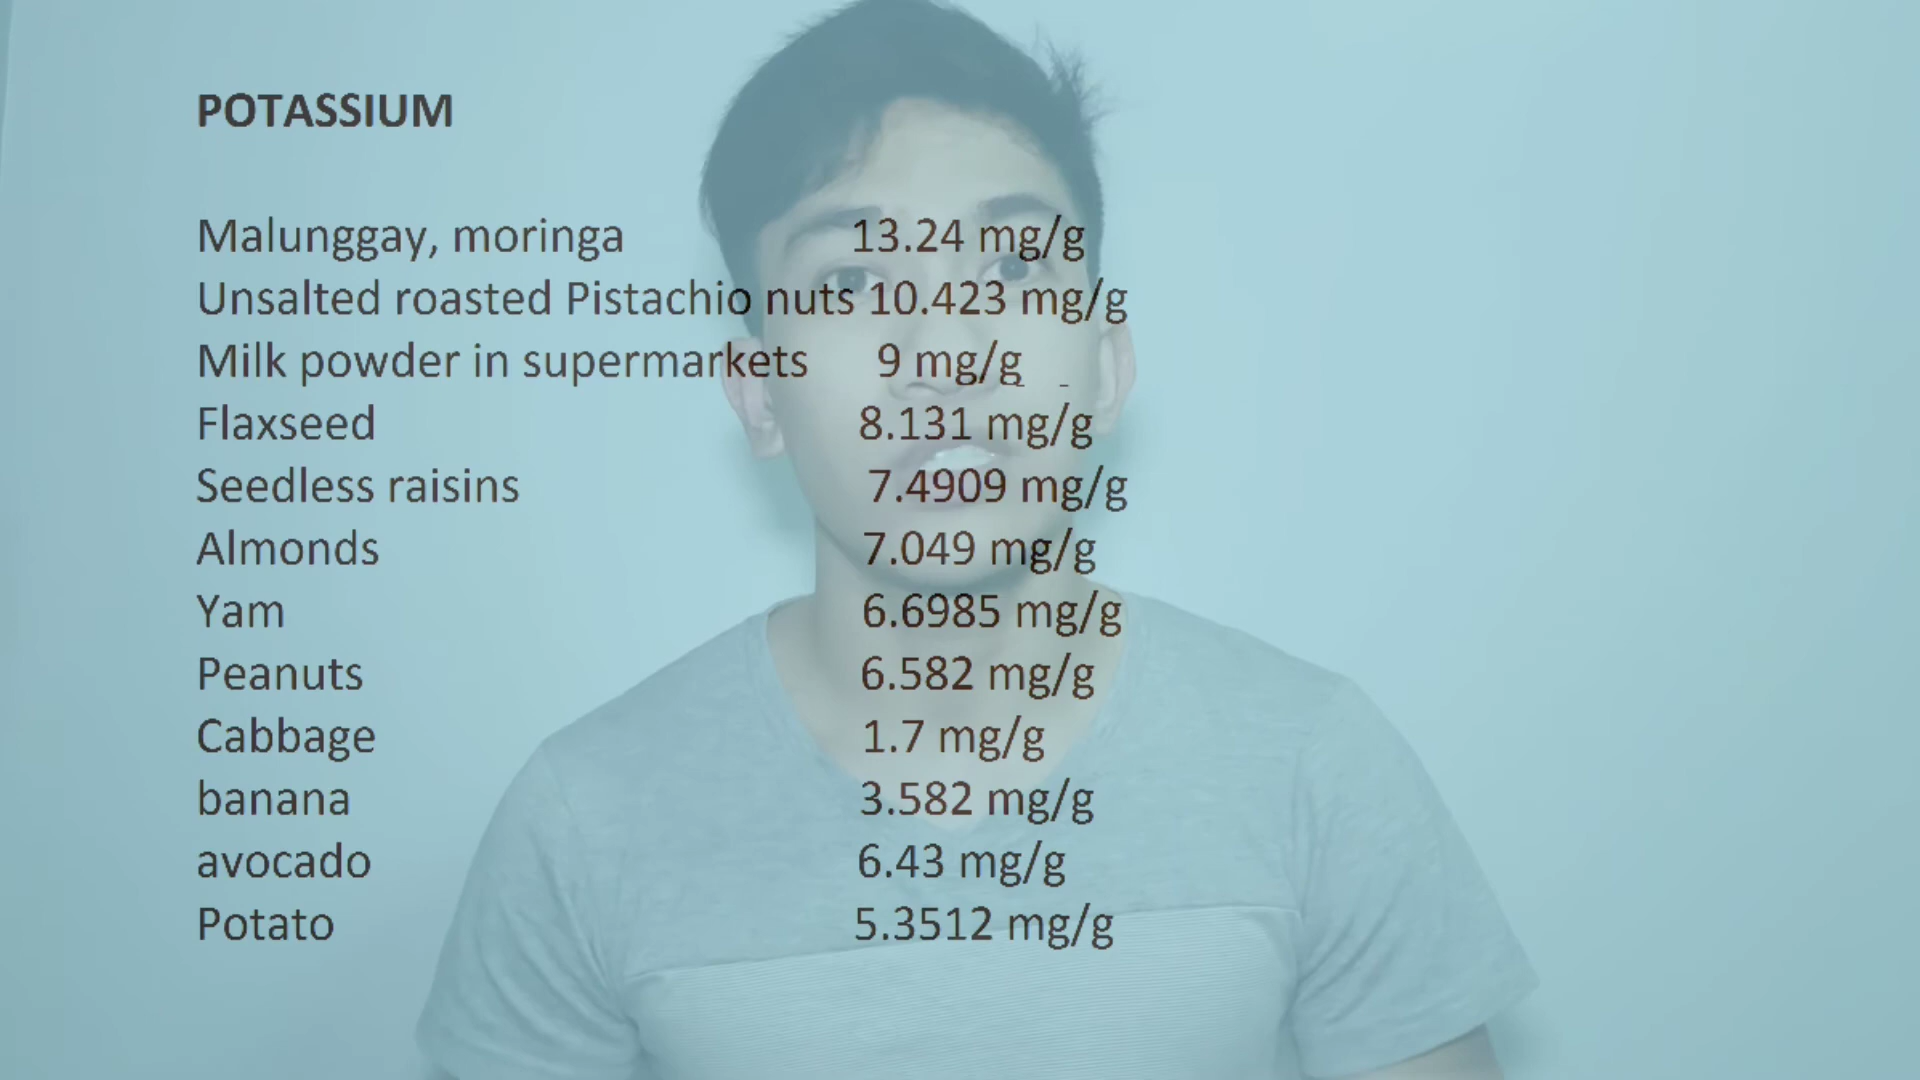 POTASSIUM
Malunggay, moringa 13.24 mg/g
Unsalted roasted Pistachio nuts 10.423 mg/g
Milk powder in supermarkets 9 mg/g
Flaxseed 8.131 mg/g
Seedless raisins 7.4909 mg/g
Almonds 7.049 mg/g
Yam 6.6985 mg/g
Peanuts 6.582 mg/g
Cabbage 1.7 mg/g
banana 3.582 mg/g
avocado 6.43 mg/g
Potato 5.3512 mg/g